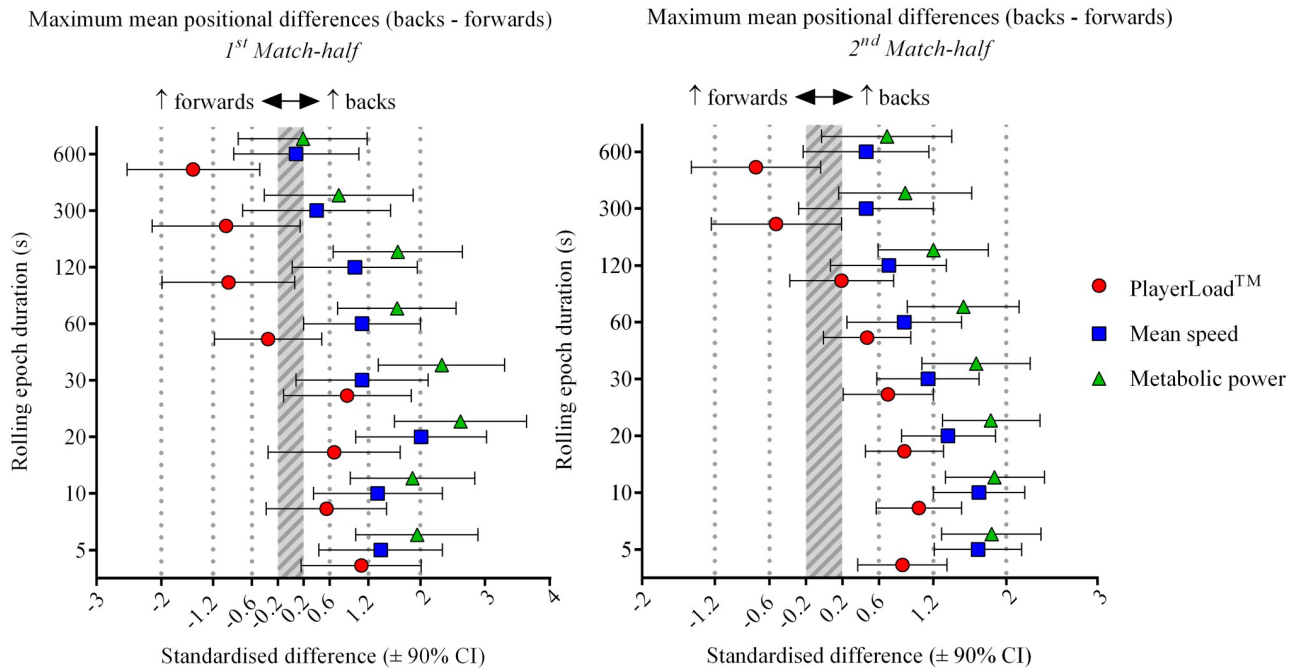 Maximum mean positional differences (backs - forwards)
1st Match-half
↑ forwards ↑ backs
Rolling epoch duration (s)
600
300
120
60
30
20
10
5
-3 -2 -1.2 -0.6 -0.2 0.2 0.6 1.2 2 3 4
Standardised difference (± 90% CI)
Maximum mean positional differences (backs - forwards)
2nd Match-half
↑ forwards ↑ backs
Rolling epoch duration (s)
600
300
120
60
30
20
10
5
-2 -1.2 -0.6 -0.2 0.2 0.6 1.2 2 3
Standardised difference (± 90% CI)
PlayerLoadTM
Mean speed
Metabolic power